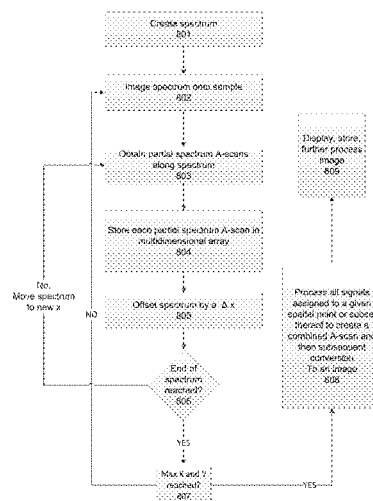 Create spectrum
801
Image spectrum onto sample
802
Obtain partial spectrum A-scans
along spectrum
803
Store each partial spectrum A-scan in
multidimensional array
804
Offset spectrum by a Δ x
805
End of
spectrum
reached?
806
No,
Move spectrum
to new x
NO
YES
Max X and Y
reached?
807
YES
Process all signals
assigned to a given
spatial point or subset
thereof to create a
combined A-scan and
then subsequent
conversion
To an image
808
Display, store,
further process
image
809